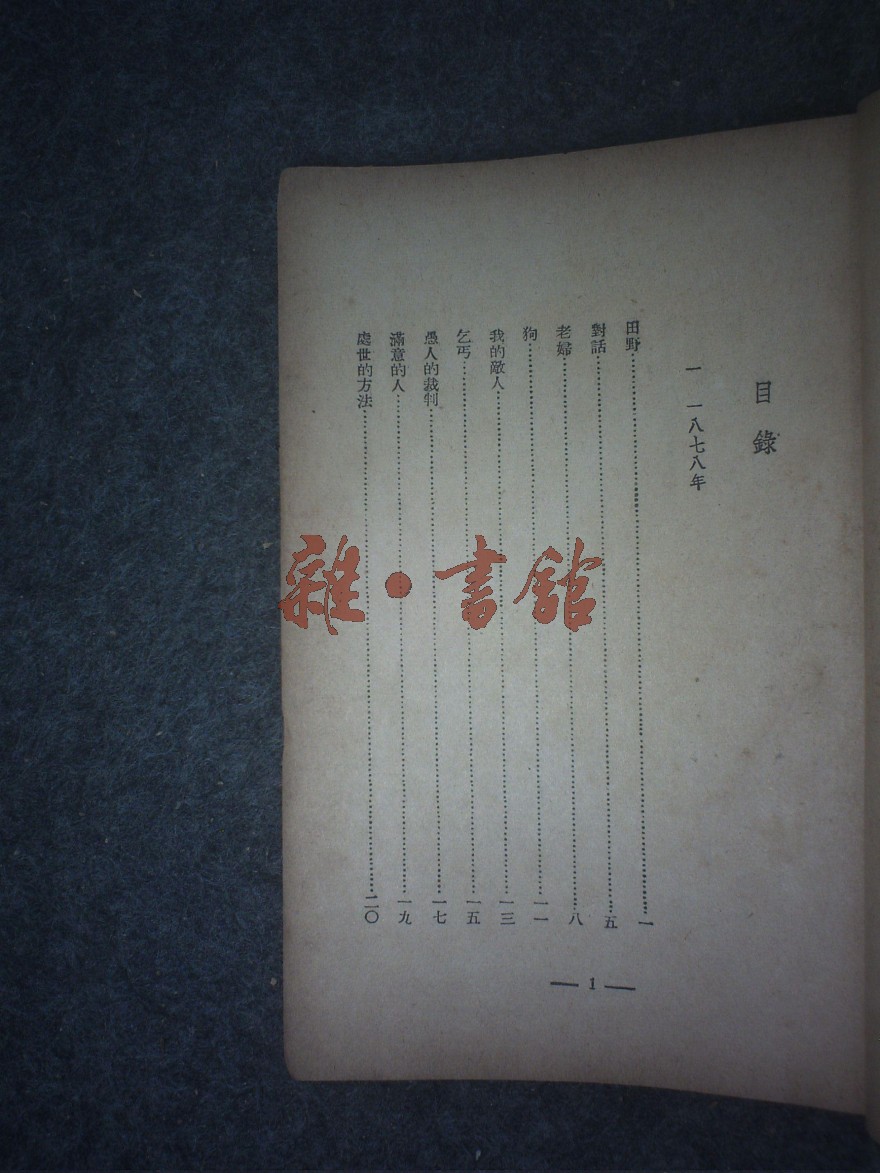 目錄
一 一八七八年
田野……一
對話……五
老婦……八
狗……一一
我的敵人……一三
乞丐……一五
愚人的裁判……一七
滿意的人……一九
處世的方法……二〇
— 1 —
雜•書館